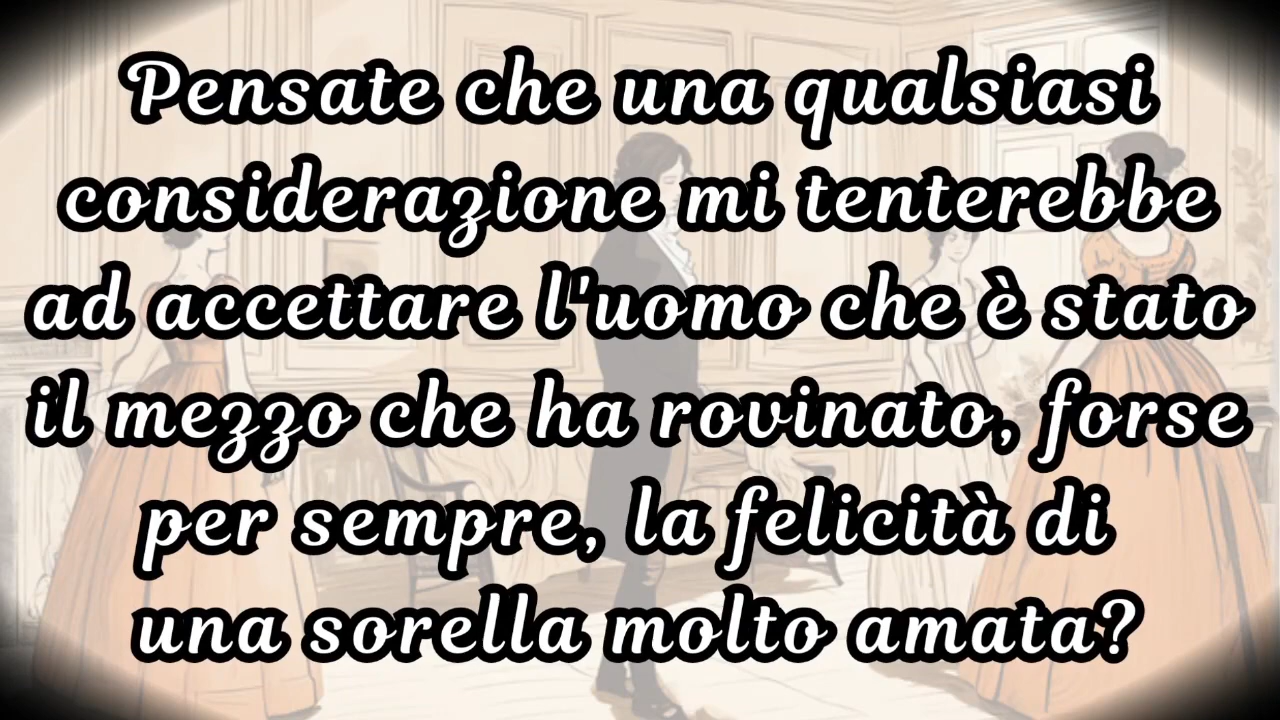 Pensate che una qualsiasi
considerazione mi tenterebbe
ad accettare l'uomo che è stato
il mezzo che ha rovinato, forse
per sempre, la felicità di
una sorella molto amata?